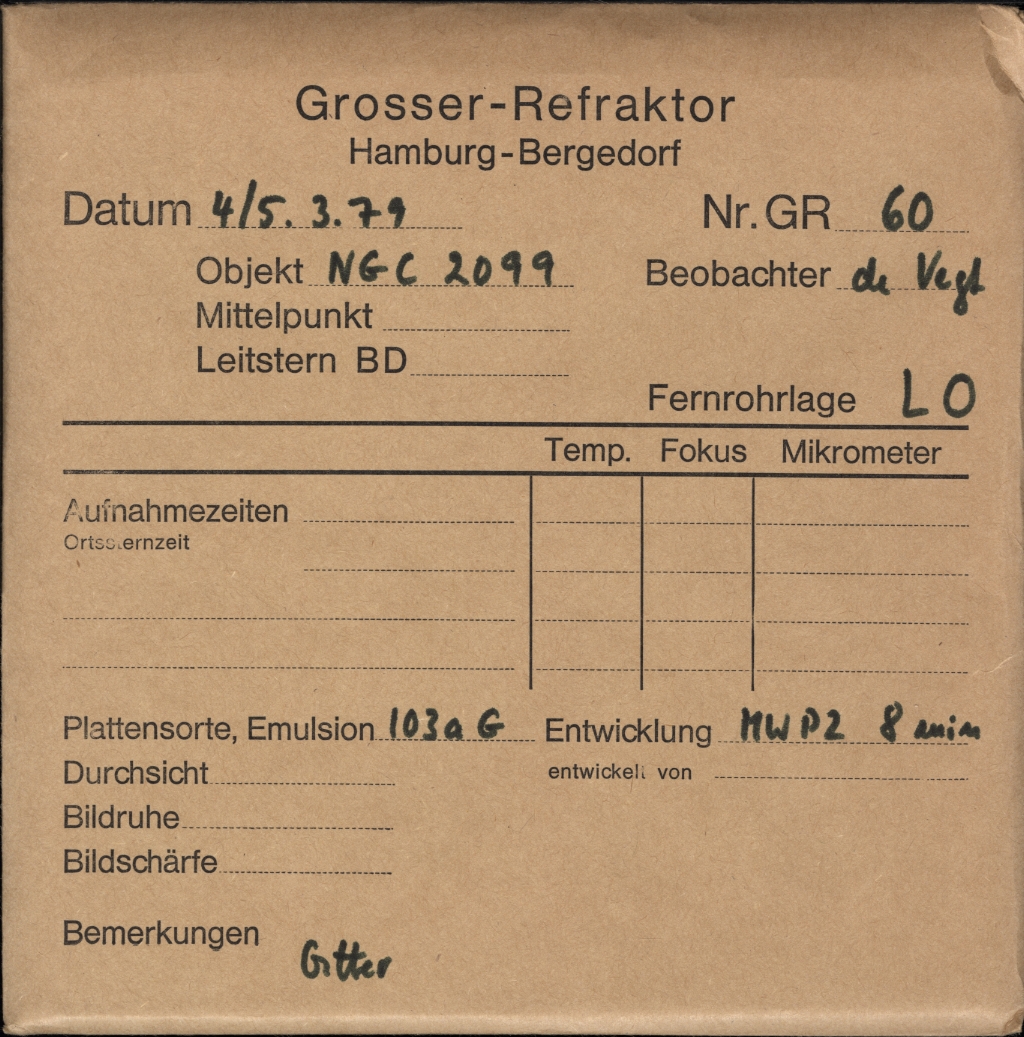 Grosser-Refraktor
Hamburg-Bergedorf
Datum 4/5. 3.79 Nr. GR 60
Objekt NGC 2099 Beobachter de Vegt
Mittelpunkt
Leitstern BD
Fernrohrlage LO
Temp. Fokus Mikrometer
Aufnahmezeiten
Ortssternzeit
Plattensorte, Emulsion 103a G Entwicklung MWP2 8 min
Durchsicht entwickelt von
Bildruhe
Bildschärfe
Bemerkungen
Gitter